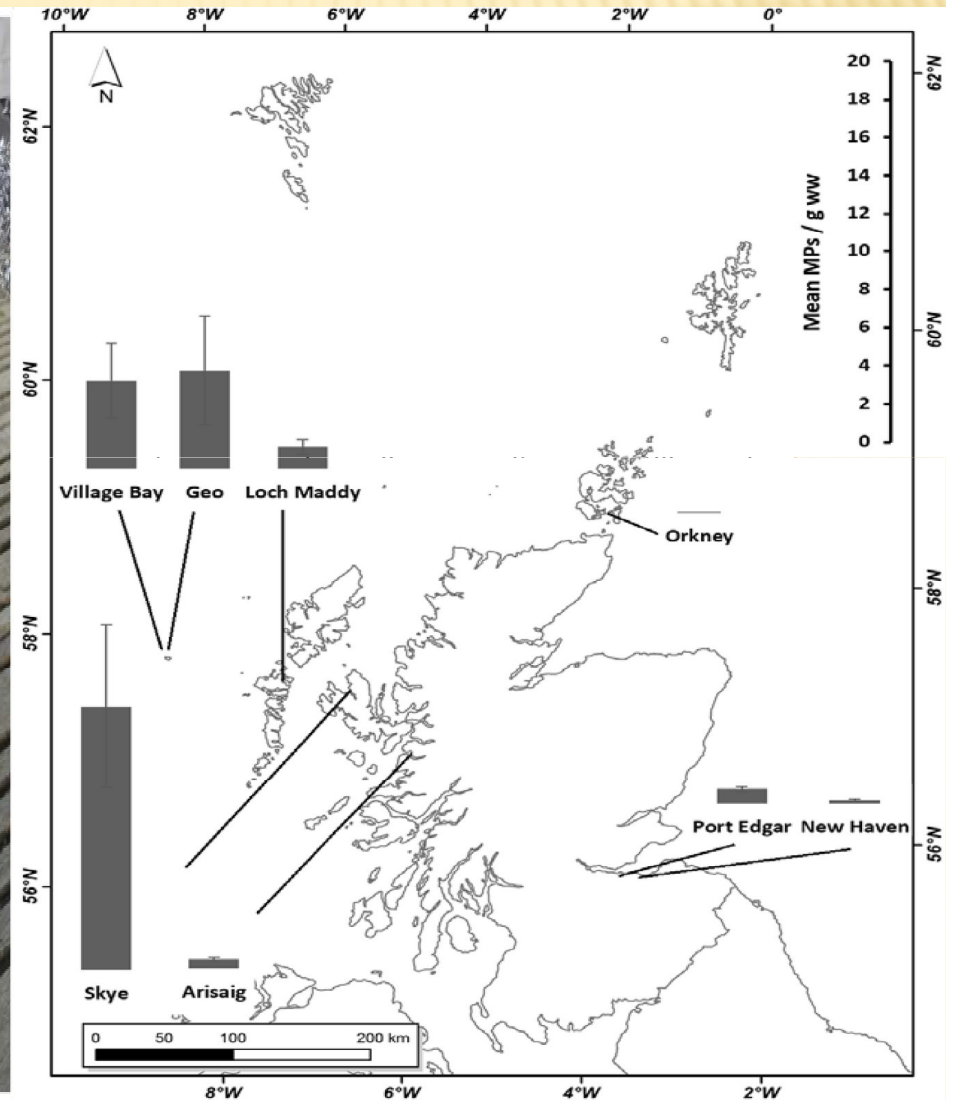 10°W 8°W 6°W 4°W 2°W 0°
N
62°N
60°N
58°N
56°N
20
18
16
14
12
10
8
6
4
2
0
Mean MPs / g ww
62°N
60°N
58°N
56°N
Village Bay Geo Loch Maddy
Orkney
Port Edgar New Haven
Skye Arisaig
0 50 100 200 km
8°W 6°W 4°W 2°W